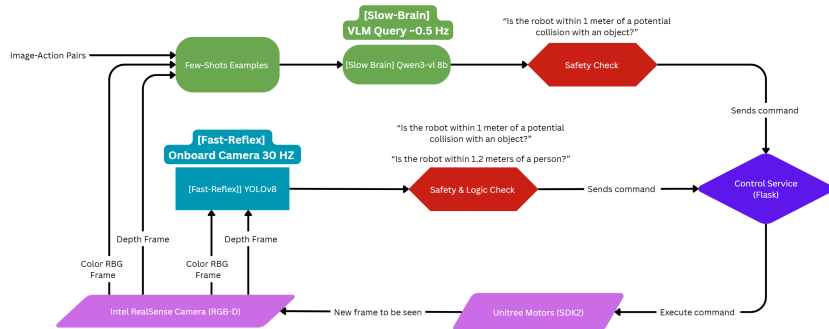 [Slow-Brain]
VLM Query ~0.5 Hz
“Is the robot within 1 meter of a potential
collision with an object?”
Image-Action Pairs
Few-Shots Examples
[Slow Brain] Qwen3-vl 8b
Safety Check
Sends command
“Is the robot within 1 meter of a potential
collision with an object?”
“Is the robot within 1.2 meters of a person?”
[Fast-Reflex]
Onboard Camera 30 HZ
[Fast-Reflex]] YOLOv8
Safety & Logic Check
Sends command
Control Service
(Flask)
Depth Frame
Depth Frame
Color RBG
Frame
Color RBG
Frame
Intel RealSense Camera (RGB-D)
New frame to be seen
Unitree Motors (SDK2)
Execute command